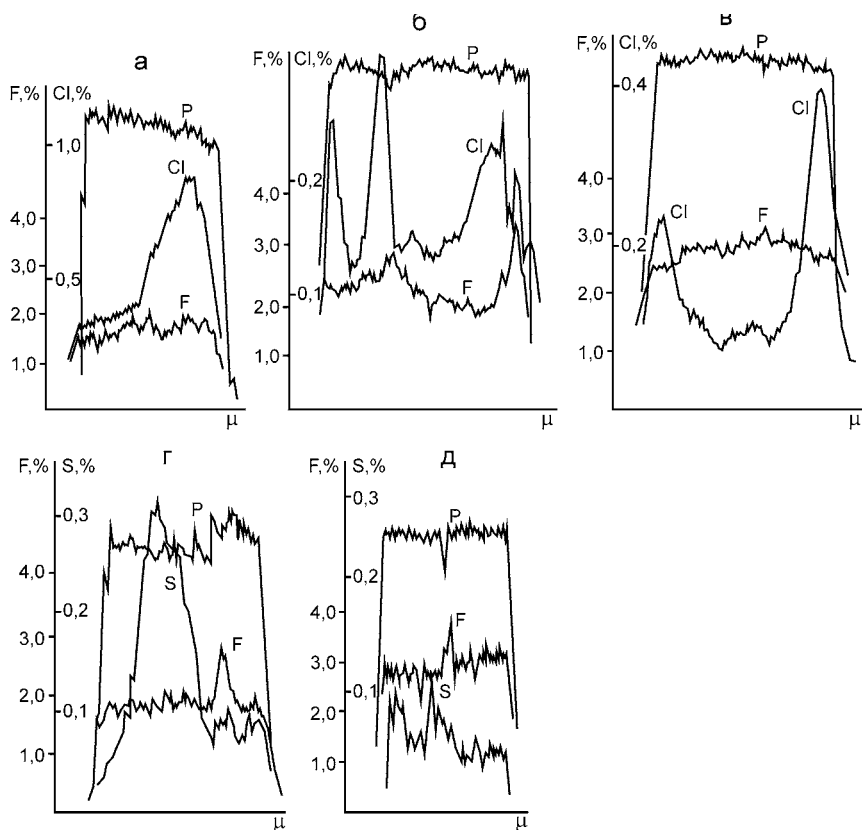 а
F,% Cl,%
P
1,0
Cl
4,0
3,0
0,5
2,0
F
1,0
μ
б
F,% Cl,%
P
Cl
4,0
0,2
3,0
0,1
2,0
F
1,0
μ
в
F,% Cl,%
P
0,4
Cl
4,0
Cl
F
3,0
0,2
2,0
1,0
μ
г
F,% S,%
0,3
P
4,0
S
0,2
3,0
F
2,0
0,1
1,0
μ
д
F,% S,%
0,3
P
0,2
4,0
F
3,0
0,1
S
2,0
1,0
μ